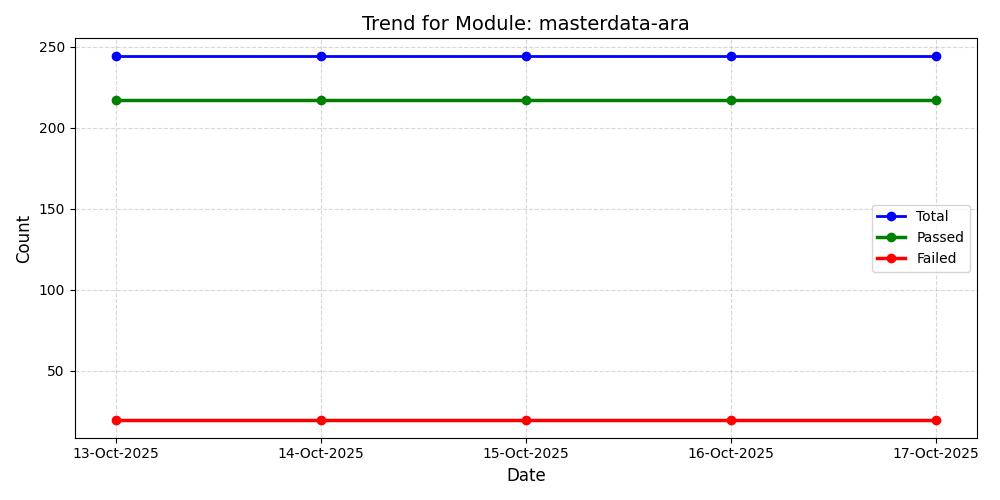 Trend for Module: masterdata-ara
250
200
150
100
50
Count
Total
Passed
Failed
13-Oct-2025
14-Oct-2025
15-Oct-2025
16-Oct-2025
17-Oct-2025
Date